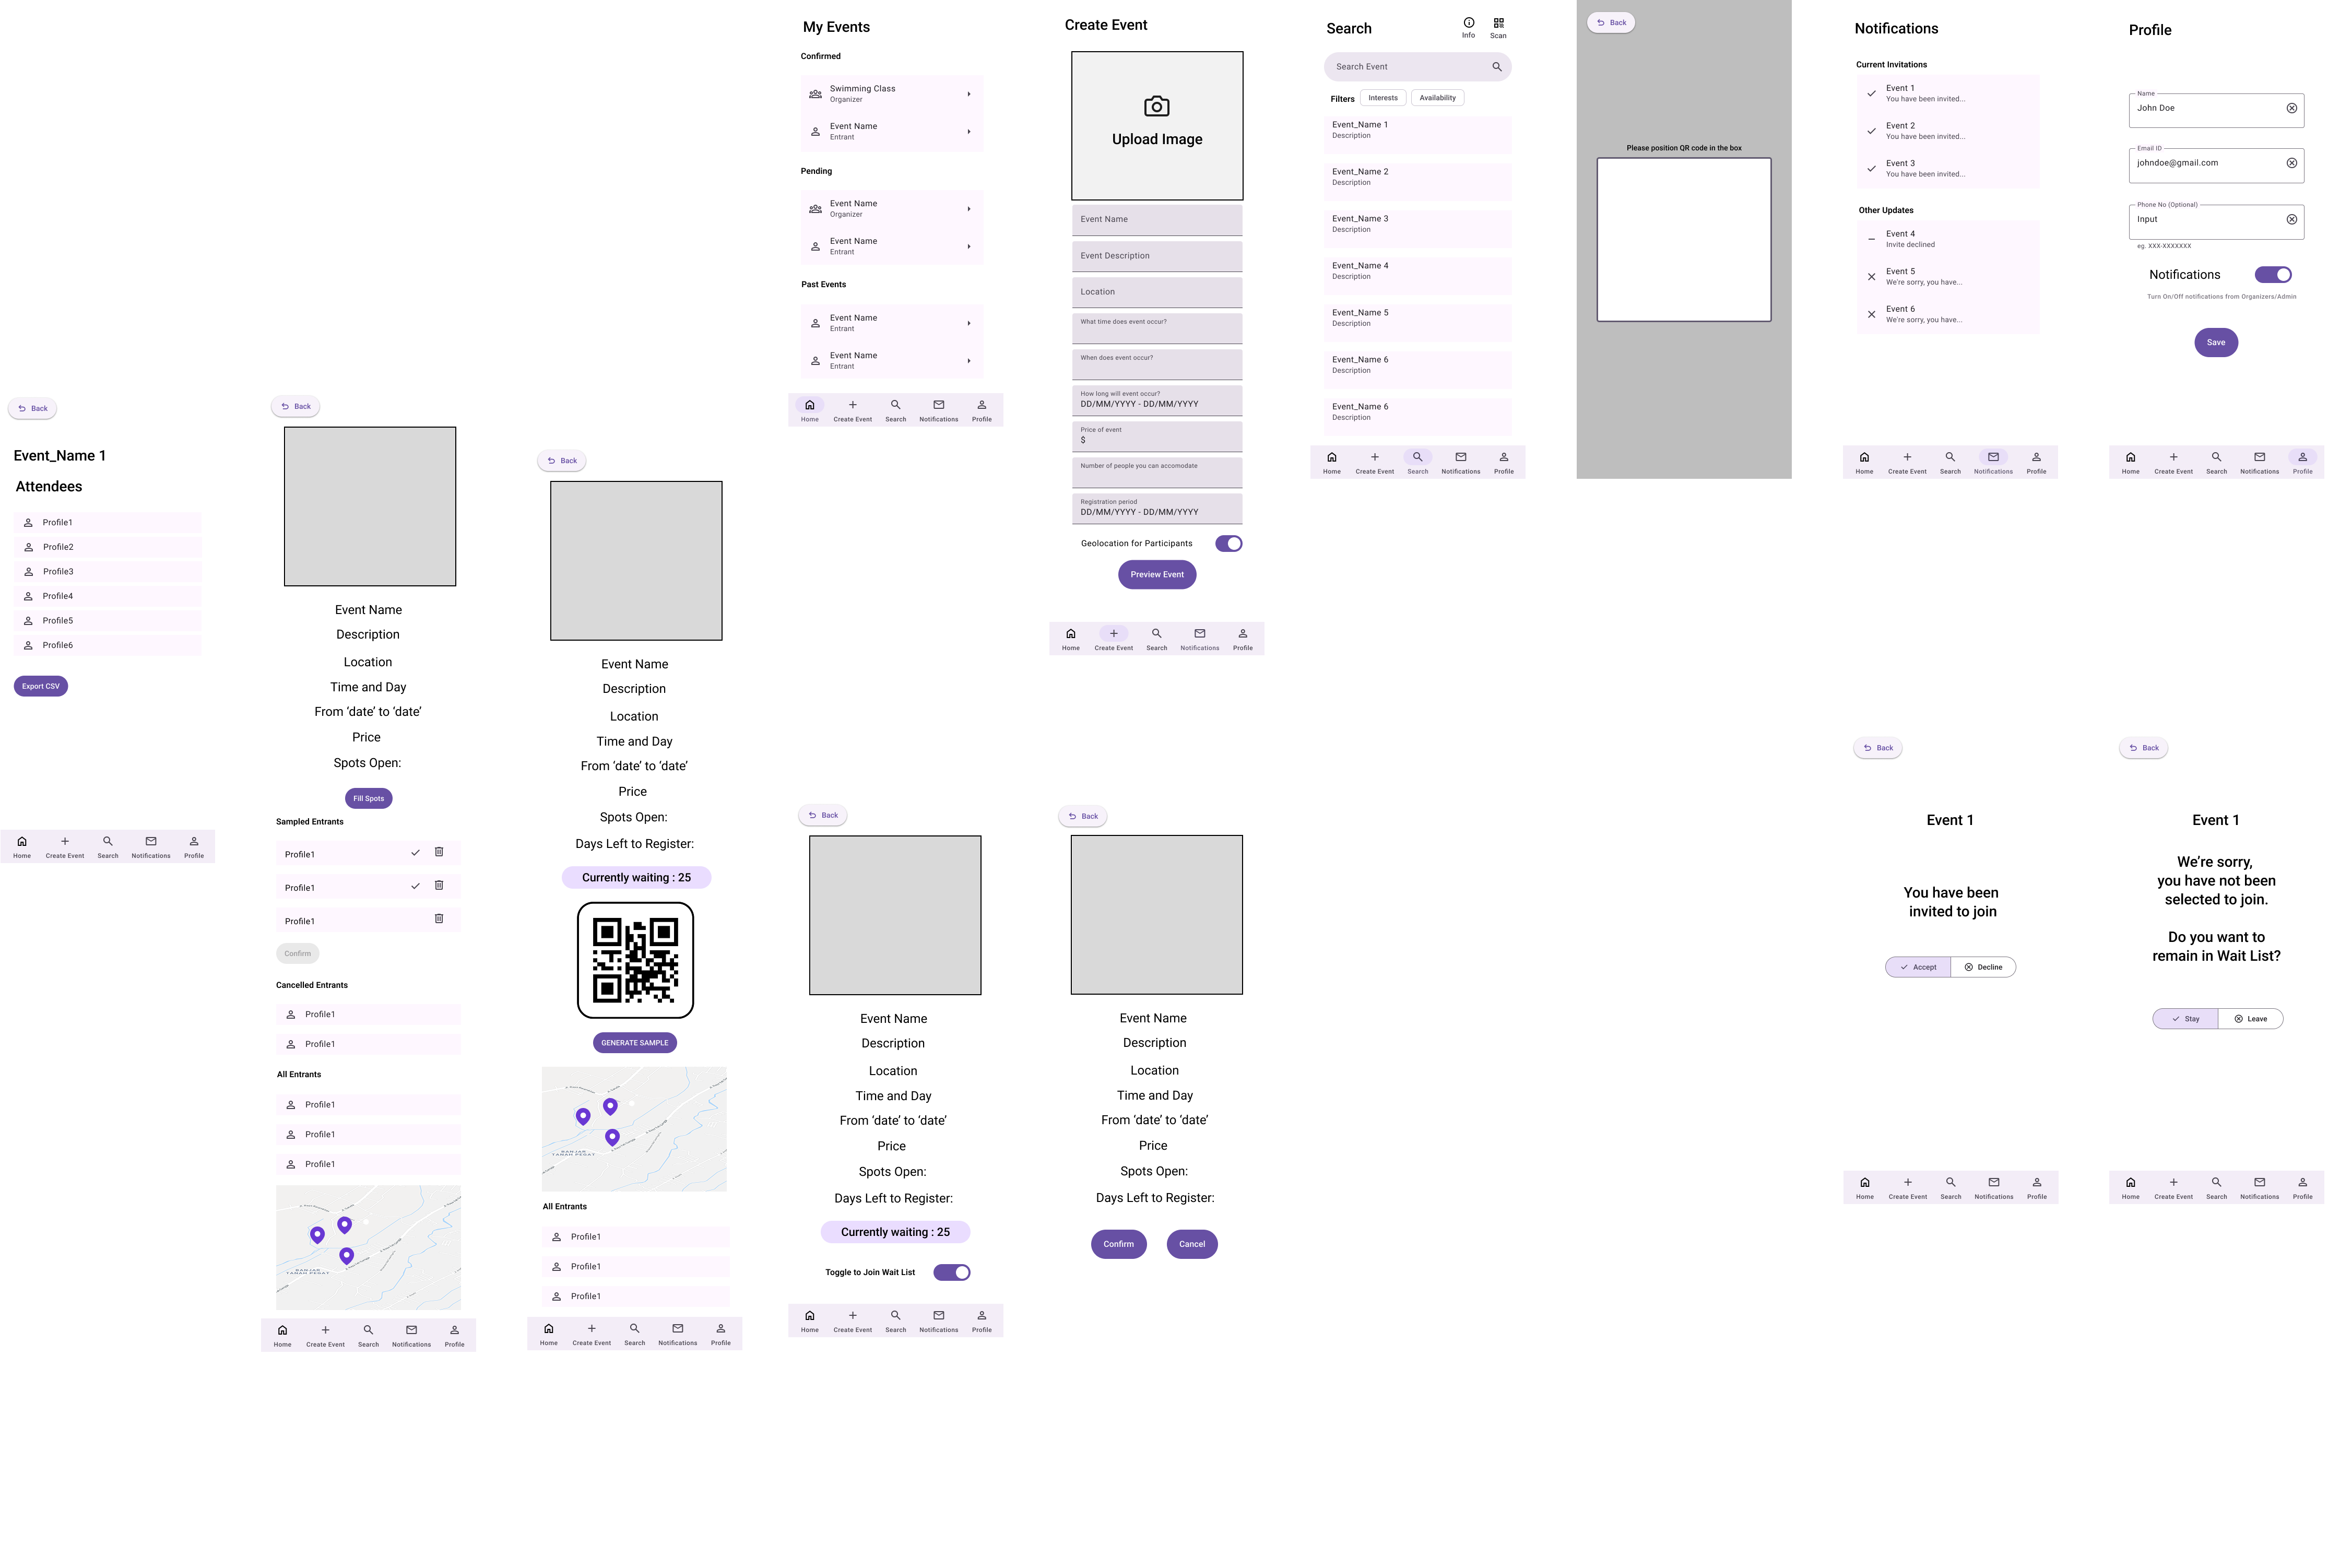 My Events
Confirmed
Swimming Class
Organizer
Event Name
Entrant
Pending
Event Name
Organizer
Event Name
Entrant
Past Events
Event Name
Entrant
Event Name
Entrant
Home
Create Event
Search
Notifications
Profile
Create Event
Upload Image
Event Name
Event Description
Location
What time does event occur?
When does event occur?
How long will event occur?
DD/MM/YYYY - DD/MM/YYYY
Price of event
$
Number of people you can accomodate
Registration period
DD/MM/YYYY - DD/MM/YYYY
Geolocation for Participants
Preview Event
Home
Create Event
Search
Notifications
Profile
Search
Info
Scan
Search Event
Filters
Interests
Availability
Event_Name 1
Description
Event_Name 2
Description
Event_Name 3
Description
Event_Name 4
Description
Event_Name 5
Description
Event_Name 6
Description
Event_Name 6
Description
Home
Create Event
Search
Notifications
Profile
Back
Please position QR code in the box
Notifications
Current Invitations
Event 1
You have been invited...
Event 2
You have been invited...
Event 3
You have been invited...
Other Updates
Event 4
Invite declined
Event 5
We're sorry, you have...
Event 6
We're sorry, you have...
Home
Create Event
Search
Notifications
Profile
Profile
Name
John Doe
Email ID
johndoe@gmail.com
Phone No (Optional)
Input
eg. XXX-XXXXXXX
Notifications
Turn On/Off notifications from Organizers/Admin
Save
Home
Create Event
Search
Notifications
Profile
Back
Event_Name 1
Attendees
Profile1
Profile2
Profile3
Profile4
Profile5
Profile6
Export CSV
Home
Create Event
Search
Notifications
Profile
Back
Event Name
Description
Location
Time and Day
From ‘date’ to ‘date’
Price
Spots Open:
Fill Spots
Sampled Entrants
Profile1
Profile1
Profile1
Confirm
Cancelled Entrants
Profile1
Profile1
All Entrants
Profile1
Profile1
Profile1
Home
Create Event
Search
Notifications
Profile
Back
Event Name
Description
Location
Time and Day
From ‘date’ to ‘date’
Price
Spots Open:
Days Left to Register:
Currently waiting : 25
GENERATE SAMPLE
All Entrants
Profile1
Profile1
Profile1
Home
Create Event
Search
Notifications
Profile
Back
Event Name
Description
Location
Time and Day
From ‘date’ to ‘date’
Price
Spots Open:
Days Left to Register:
Currently waiting : 25
Toggle to Join Wait List
Home
Create Event
Search
Notifications
Profile
Back
Event Name
Description
Location
Time and Day
From ‘date’ to ‘date’
Price
Spots Open:
Days Left to Register:
Confirm
Cancel
Back
Event 1
You have been
invited to join
Accept
Decline
Home
Create Event
Search
Notifications
Profile
Back
Event 1
We’re sorry,
you have not been
selected to join.
Do you want to
remain in Wait List?
Stay
Leave
Home
Create Event
Search
Notifications
Profile